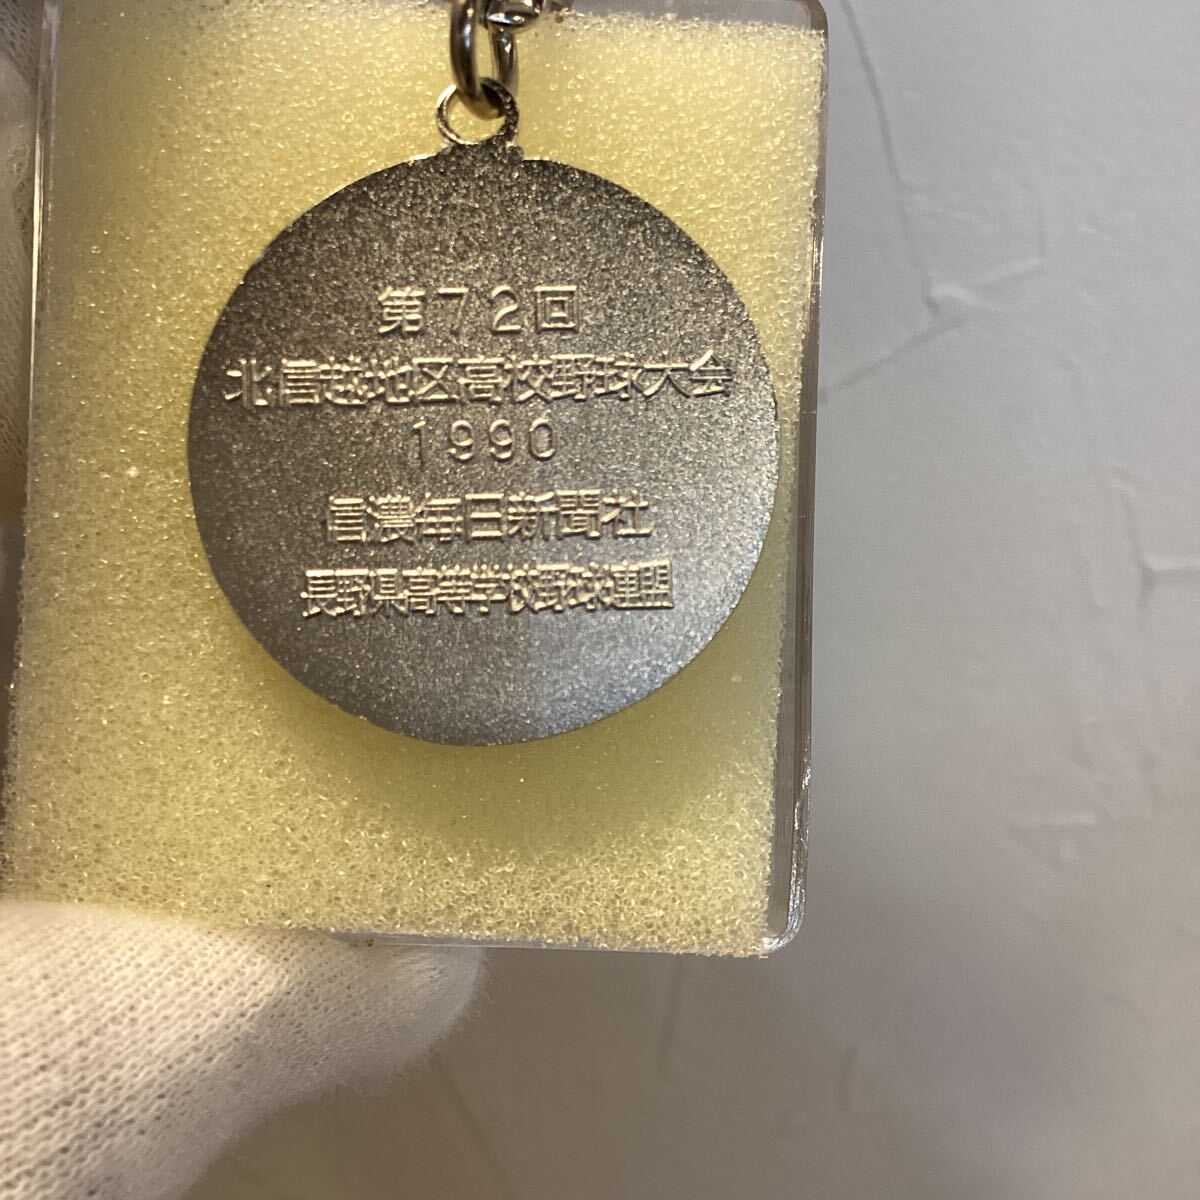 第72回
北信越地区高校野球大会
1990
信濃毎日新聞社
長野県高等学校野球連盟